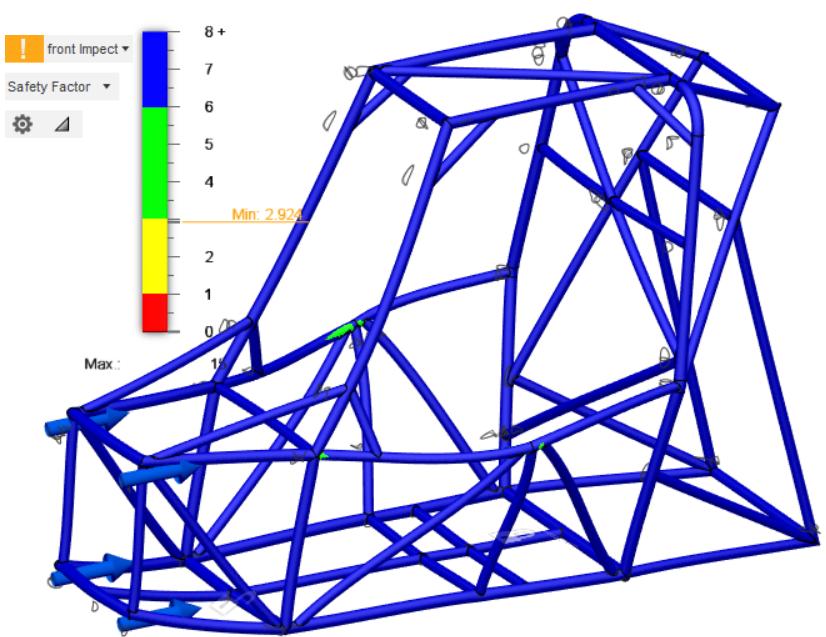 8 +
! front Impect
7
Safety Factor
6
5
4
Min: 2.924
2
1
0
Max.: